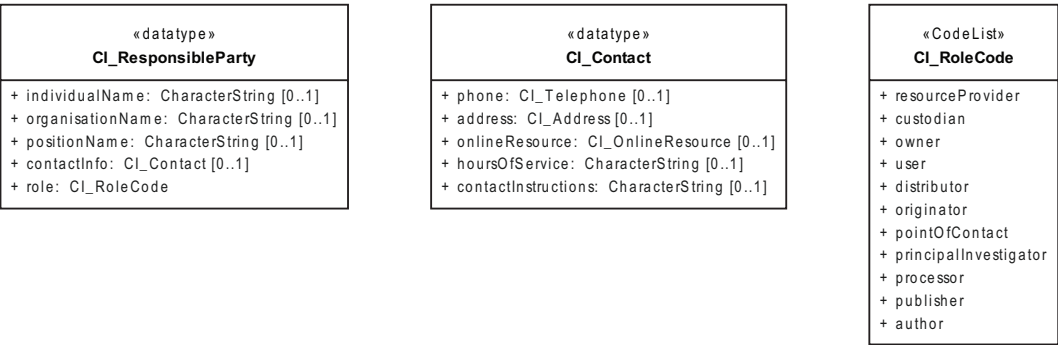 «datatype»
CI_ResponsibleParty
+ individualName: CharacterString [0..1]
+ organisationName: CharacterString [0..1]
+ positionName: CharacterString [0..1]
+ contactInfo: CI_Contact [0..1]
+ role: CI_RoleCode
«datatype»
CI_Contact
+ phone: CI_Telephone [0..1]
+ address: CI_Address [0..1]
+ onlineResource: CI_OnlineResource [0..1]
+ hoursOfService: CharacterString [0..1]
+ contactInstructions: CharacterString [0..1]
«CodeList»
CI_RoleCode
+ resourceProvider
+ custodian
+ owner
+ user
+ distributor
+ originator
+ pointOfContact
+ principalInvestigator
+ processor
+ publisher
+ author